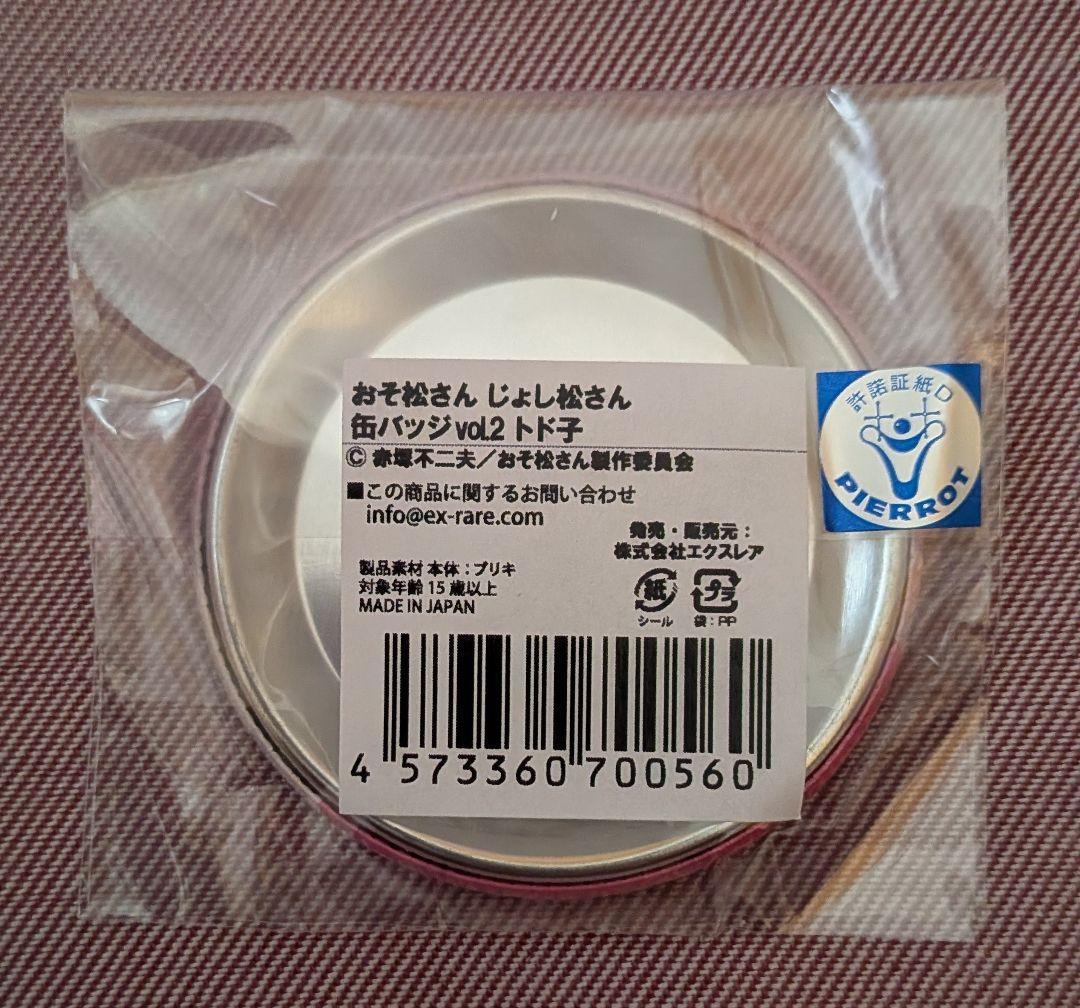 おそ松さん じょし松さん
缶バッジvol.2 トド子
© 赤塚不二夫／おそ松さん製作委員会
■この商品に関するお問い合わせ
info@ex-rare.com
発売・販売元：
株式会社エクスレア
製品素材 本体：ブリキ
対象年齢 15 歳以上
MADE IN JAPAN
紙
プラ
シール
袋：PP
4 573360 700560
許諾証紙D
PIERROT